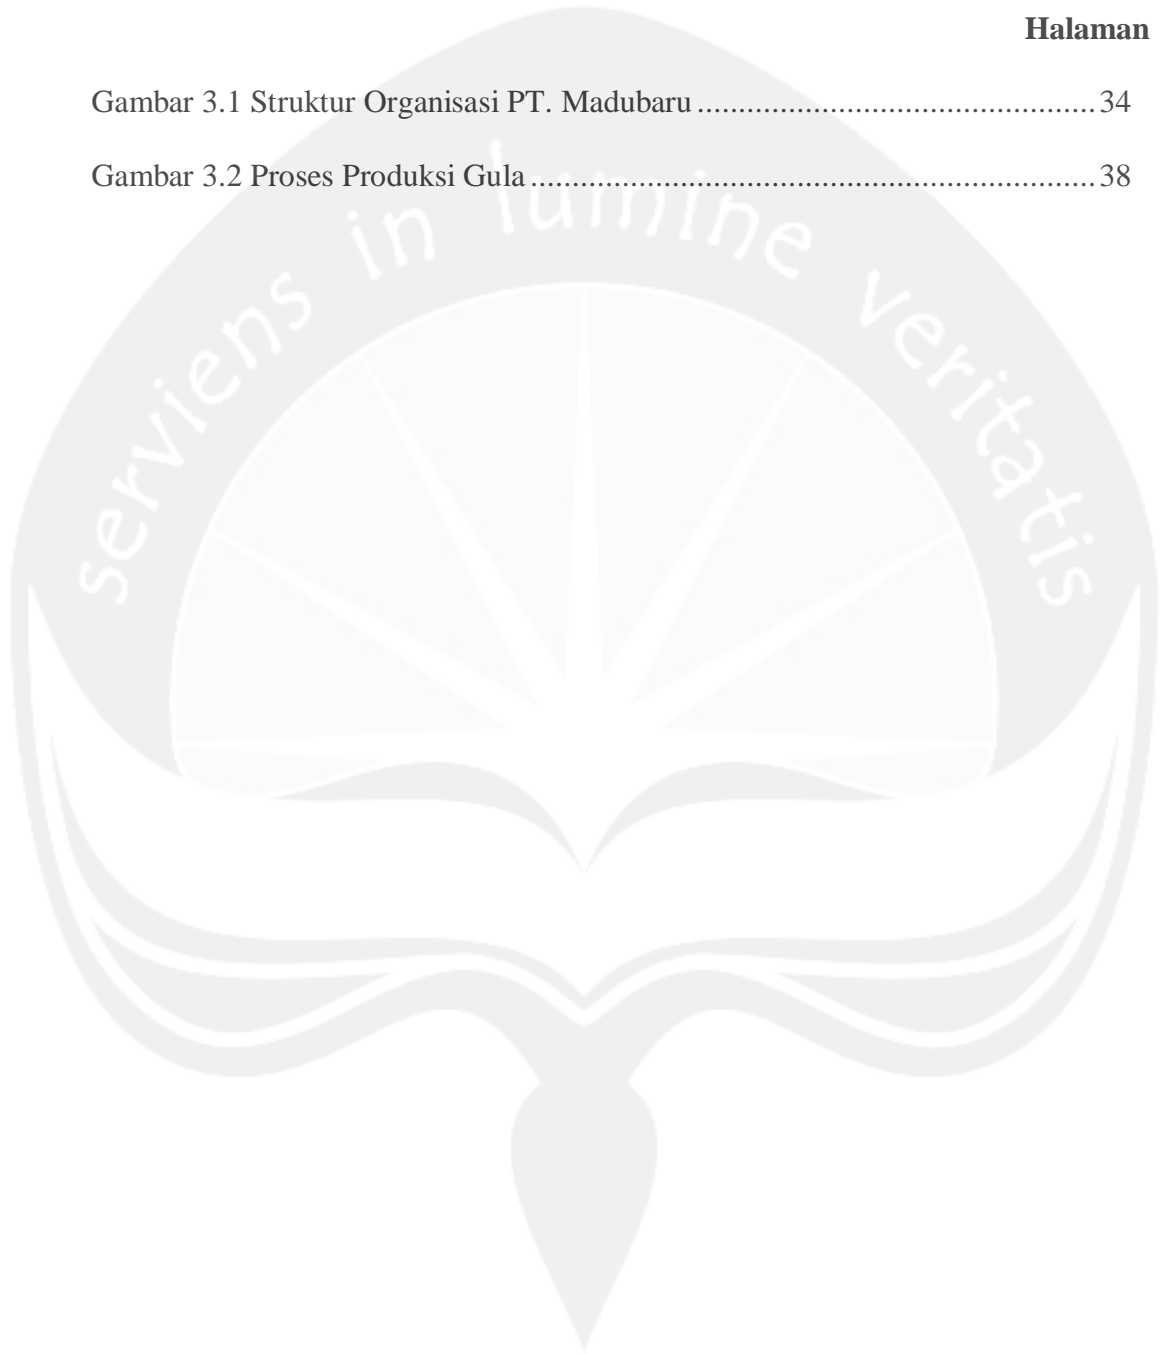 Halaman
Gambar 3.1 Struktur Organisasi PT. Madubaru ............................................ 34
Gambar 3.2 Proses Produksi Gula ............................................................. 38
serviens in lumine veritatis